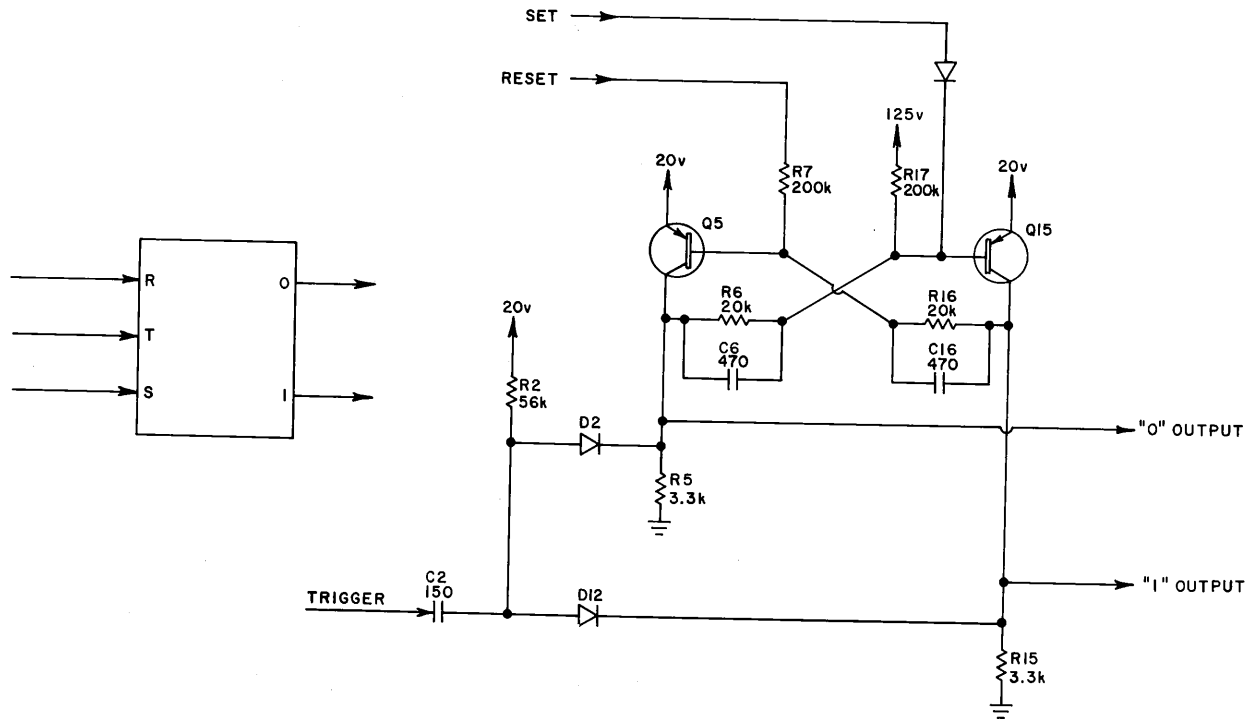 SET
RESET
125v
20v
R7
200k
R17
200k
20v
Q5
Q15
R
O
T
S
I
20v
R6
20k
R16
20k
C6
470
C16
470
R2
56k
D2
"O" OUTPUT
R5
3.3k
TRIGGER
C2
150
D12
"I" OUTPUT
R15
3.3k